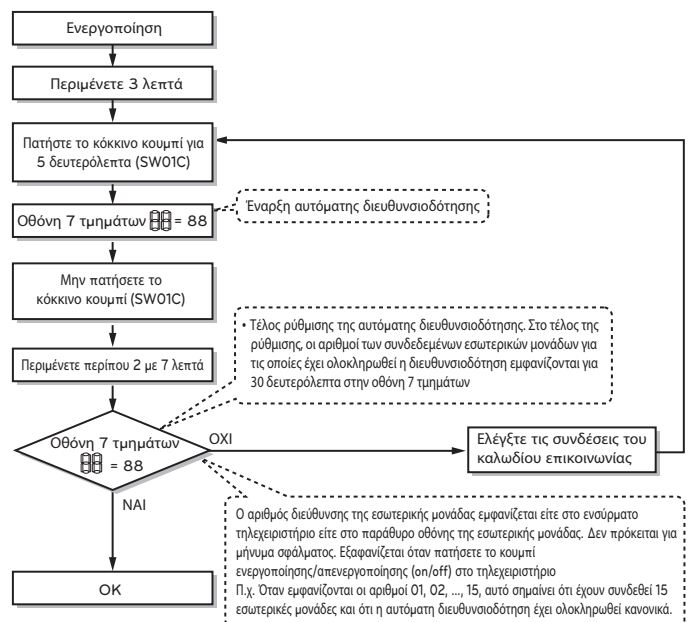 Ενεργοποίηση
Περιμένετε 3 λεπτά
Πατήστε το κόκκινο κουμπί για
5 δευτερόλεπτα (SW01C)
Οθόνη 7 τμημάτων 88 = 88
Έναρξη αυτόματης διευθυνσιοδότησης
Μην πατήσετε το
κόκκινο κουμπί (SW01C)
• Τέλος ρύθμισης της αυτόματης διευθυνσιοδότησης. Στο τέλος της
ρύθμισης, οι αριθμοί των συνδεδεμένων εσωτερικών μονάδων για
τις οποίες έχει ολοκληρωθεί η διευθυνσιοδότηση εμφανίζονται για
30 δευτερόλεπτα στην οθόνη 7 τμημάτων
Περιμένετε περίπου 2 με 7 λεπτά
Οθόνη 7 τμημάτων
88 = 88
ΟΧΙ
Ελέγξτε τις συνδέσεις του
καλωδίου επικοινωνίας
ΝΑΙ
Ο αριθμός διεύθυνσης της εσωτερικής μονάδας εμφανίζεται είτε στο ενσύρματο
τηλεχειριστήριο είτε στο παράθυρο οθόνης της εσωτερικής μονάδας. Δεν πρόκειται για
μήνυμα σφάλματος. Εξαφανίζεται όταν πατήσετε το κουμπί
ενεργοποίησης/απενεργοποίησης (on/off) στο τηλεχειριστήριο
Π.χ. Όταν εμφανίζονται οι αριθμοί 01, 02, ..., 15, αυτό σημαίνει ότι έχουν συνδεθεί 15
εσωτερικές μονάδες και ότι η αυτόματη διευθυνσιοδότηση έχει ολοκληρωθεί κανονικά.
OK